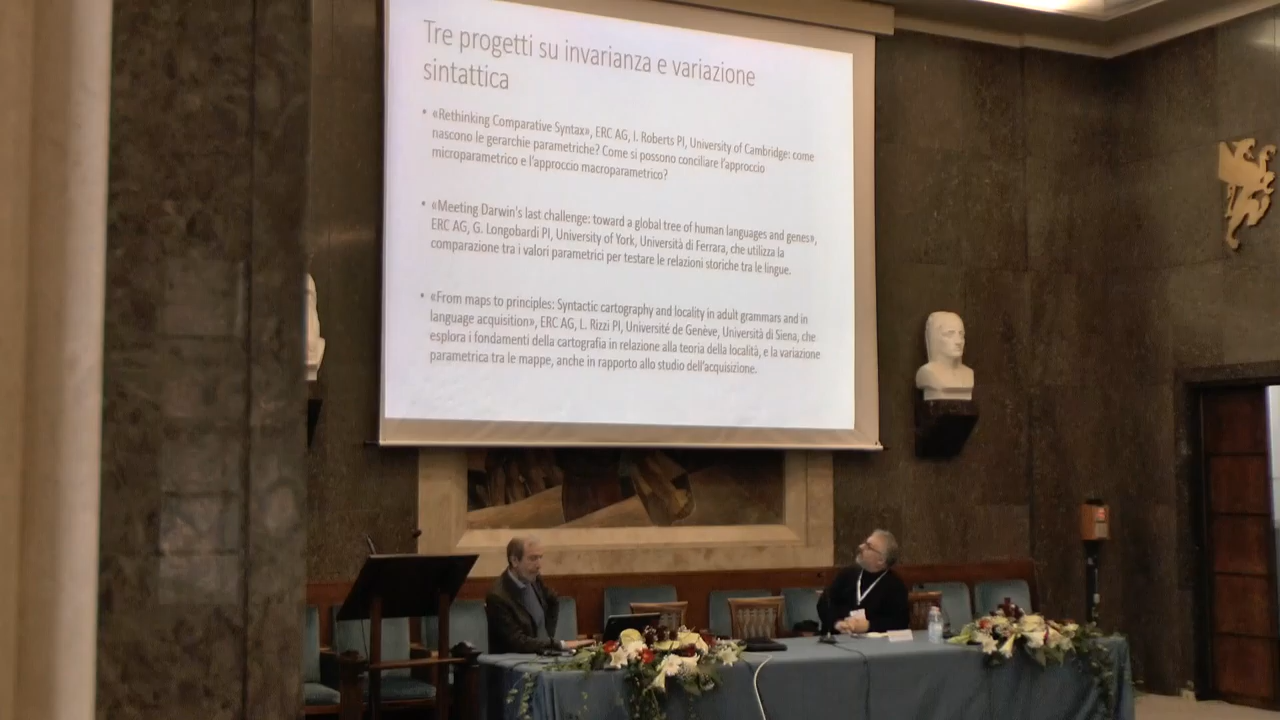 Tre progetti su invarianza e variazione
sintattica
• «Rethinking Comparative Syntax», ERC AG, I. Roberts PI, University of Cambridge: come
nascono le gerarchie parametriche? Come si possono conciliare l'approccio
microparametrico e l'approccio macroparametrico?
• «Meeting Darwin's last challenge: toward a global tree of human languages and genes»,
ERC AG, G. Longobardi PI, University of York, Università di Ferrara, che utilizza la
comparazione tra i valori parametrici per testare le relazioni storiche tra le lingue.
• «From maps to principles: Syntactic cartography and locality in adult grammars and in
language acquisition», ERC AG, L. Rizzi PI, Université de Genève, Università di Siena, che
esplora i fondamenti della cartografia in relazione alla teoria della località, e la variazione
parametrica tra le mappe, anche in rapporto allo studio dell'acquisizione.